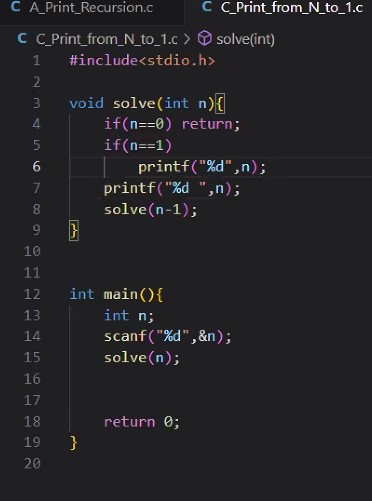 C A_Print_Recursion.c C C_Print_from_N_to_1.c
C C_Print_from_N_to_1.c > solve(int)
1 #include<stdio.h>
2
3 void solve(int n){
4 if(n==0) return;
5 if(n==1)
6 printf("%d",n);
7 printf("%d ",n);
8 solve(n-1);
9 }
10
11
12 int main(){
13 int n;
14 scanf("%d",&n);
15 solve(n);
16
17
18 return 0;
19 }
20